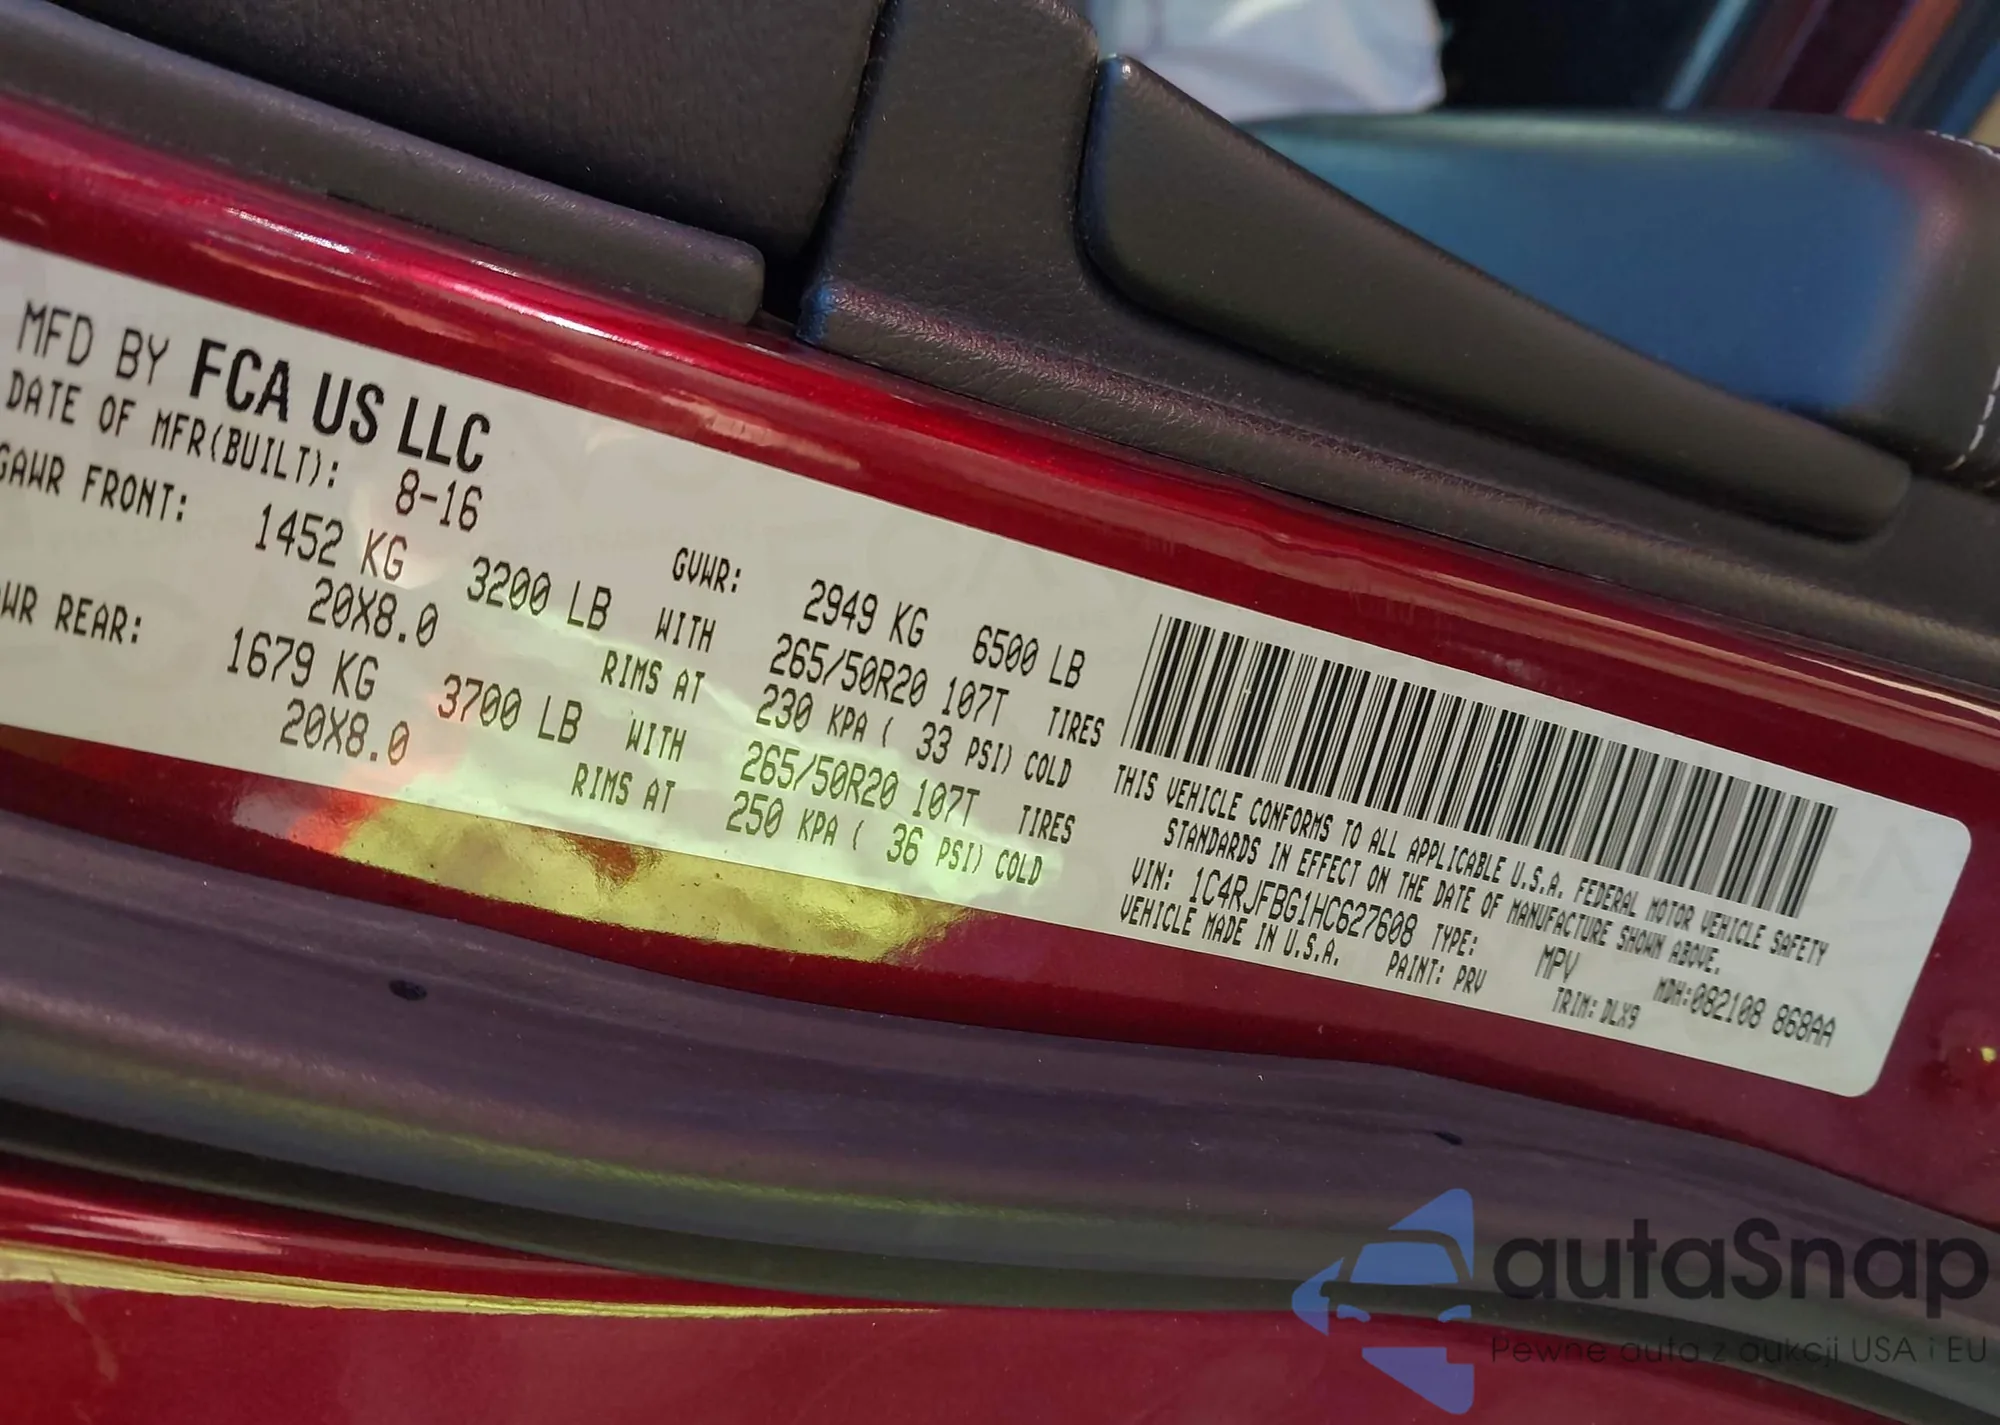 MFD BY FCA US LLC
DATE OF MFR(BUILT): 8-16 GVWR: 2949 KG 6500 LB
GAWR FRONT: 1452 KG 3200 LB WITH 265/50R20 107T TIRES
20X8.0 RIMS AT 230 KPA ( 33 PSI) COLD
WR REAR: 1679 KG 3700 LB WITH 265/50R20 107T TIRES
20X8.0 RIMS AT 250 KPA ( 36 PSI) COLD
THIS VEHICLE CONFORMS TO ALL APPLICABLE U.S.A. FEDERAL MOTOR VEHICLE SAFETY
STANDARDS IN EFFECT ON THE DATE OF MANUFACTURE SHOWN ABOVE.
VIN: 1C4RJFBG1HC627608 TYPE: MPV MDH:082108 868AA
VEHICLE MADE IN U.S.A. PAINT: PRV TRIM: DLX9
autaSnap
Pewne auta z aukcji USA i EU